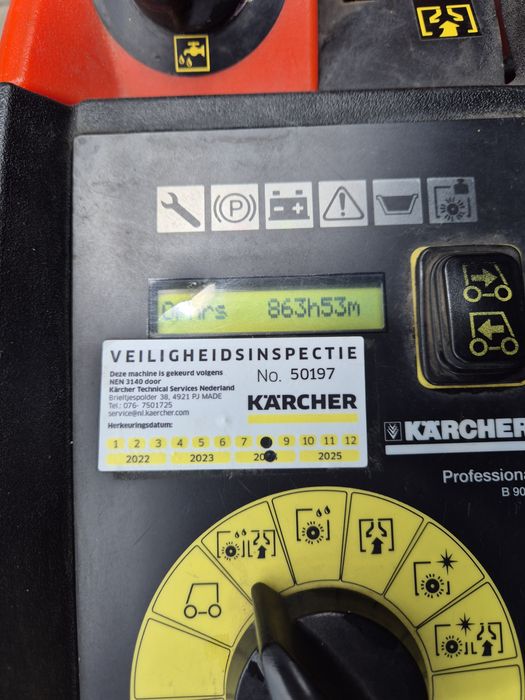 (P)
- +
863h53m
VEILIGHEIDSINSPECTIE
Deze machine is gekeurd volgens
NEN 3140 door
Kärcher Technical Services Nederland
Brieltjespolder 38, 4921 PJ MADE
Tel.: 076- 7501725
service@nl.kaercher.com
No. 50197
KÄRCHER
Herkeuringsdatum:
1 2 3 4 5 6 7 9 10 11 12
2022 2023 2025
KÄRCHER
Professiona
B 90